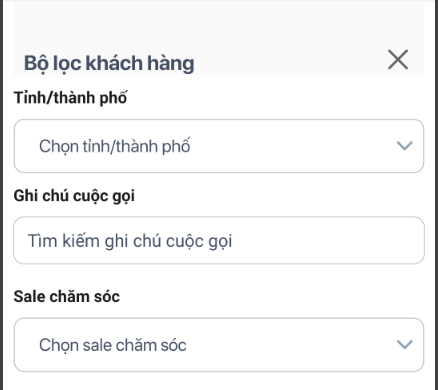 Bộ lọc khách hàng
Tỉnh/thành phố
Chọn tỉnh/thành phố
Ghi chú cuộc gọi
Tìm kiếm ghi chú cuộc gọi
Sale chăm sóc
Chọn sale chăm sóc